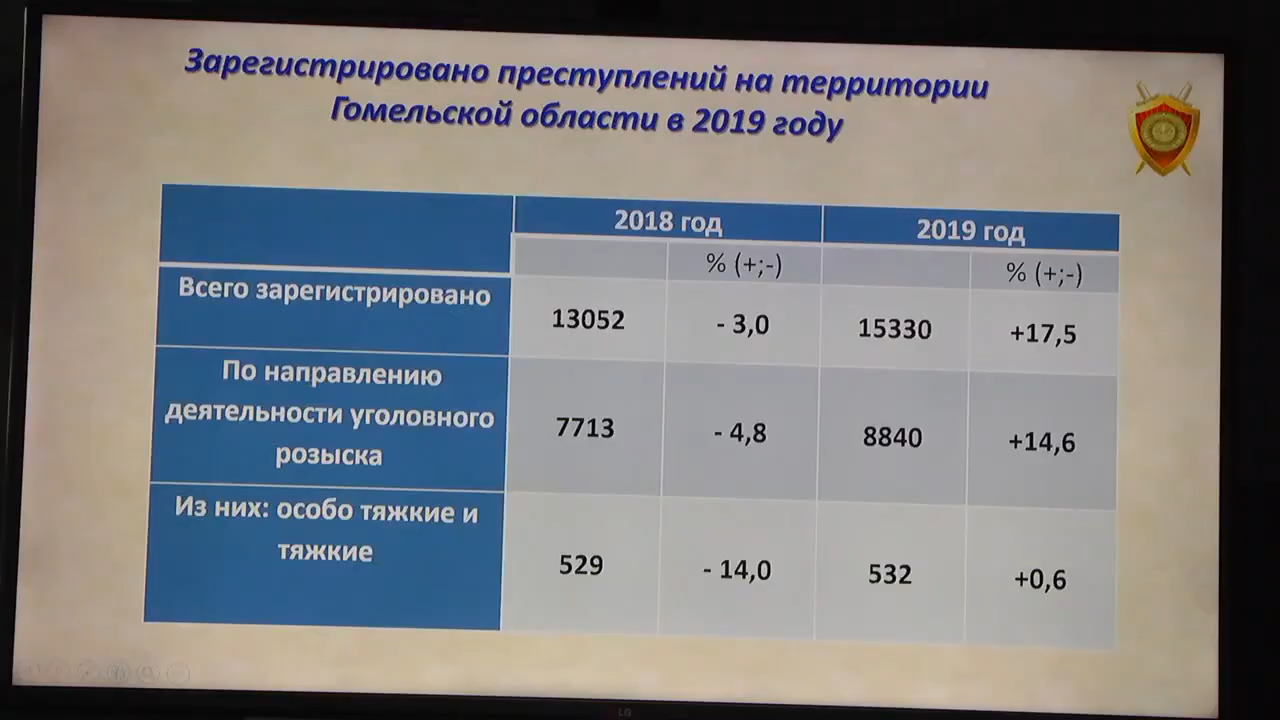 Зарегистрировано преступлений на территории
Гомельской области в 2019 году
2018 год 2019 год
% (+;-) % (+;-)
Всего зарегистрировано 13052 - 3,0 15330 +17,5
По направлению
деятельности уголовного
розыска 7713 - 4,8 8840 +14,6
Из них: особо тяжкие и
тяжкие 529 - 14,0 532 +0,6
LG